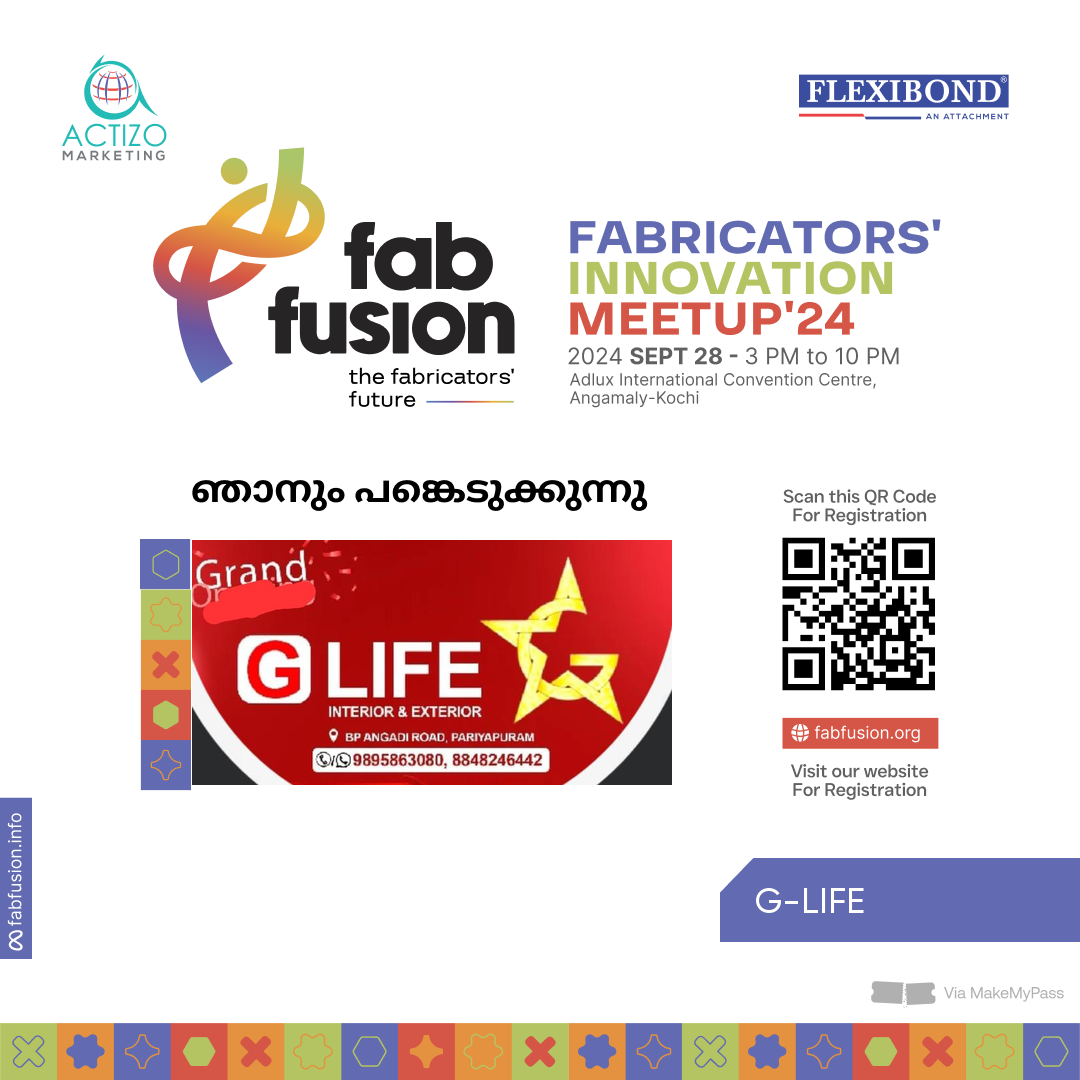 ACTIZO
MARKETING
FLEXIBOND®
AN ATTACHMENT
fab
fusion
the fabricators'
future
FABRICATORS'
INNOVATION
MEETUP'24
2024 SEPT 28 - 3 PM to 10 PM
Adlux International Convention Centre,
Angamaly-Kochi
ഞാനും പങ്കെടുക്കുന്നു
Grand
G LIFE
INTERIOR & EXTERIOR
BP ANGADI ROAD, PARIYAPURAM
9895863080, 8848246442
Scan this QR Code
For Registration
fabfusion.org
Visit our website
For Registration
fabfusion.info
G-LIFE
Via MakeMyPass